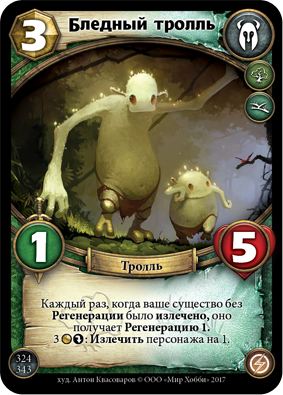 3
Бледный тролль
1
5
Тролль
Каждый раз, когда ваше существо без
Регенерации было излечено, оно
получает Регенерацию 1.
3 : Излечить персонажа на 1.
324
343
худ. Антон Квасоваров © ООО «Мир Хобби» 2017